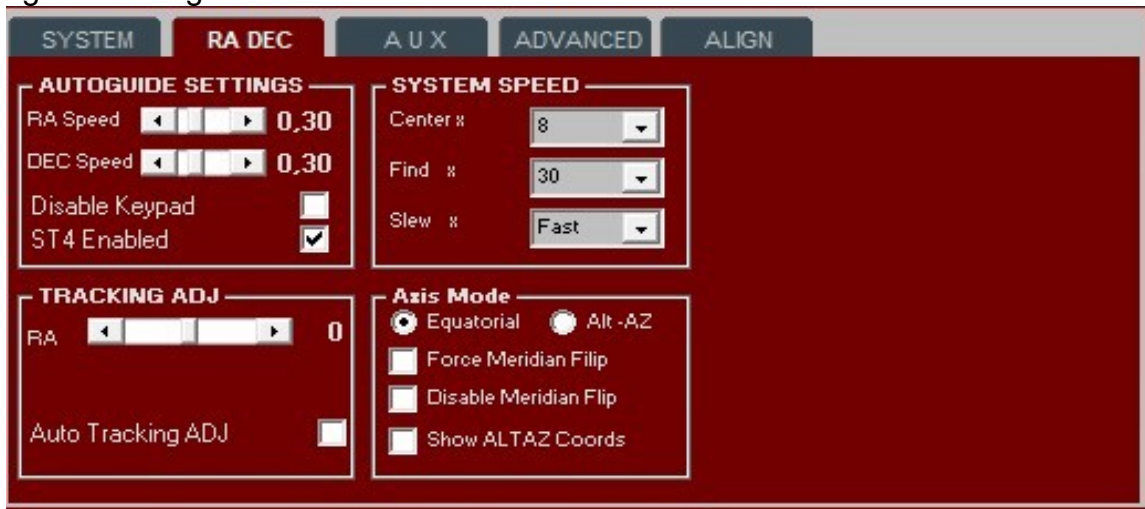 SYSTEM RA DEC AUX ADVANCED ALIGN
AUTOGUIDE SETTINGS
RA Speed 0,30
DEC Speed 0,30
Disable Keypad
ST4 Enabled
SYSTEM SPEED
Center x 8
Find x 30
Slew x Fast
TRACKING ADJ
RA 0
Auto Tracking ADJ
Axis Mode
Equatorial Alt -AZ
Force Meridian Filip
Disable Meridian Flip
Show ALTAZ Coords